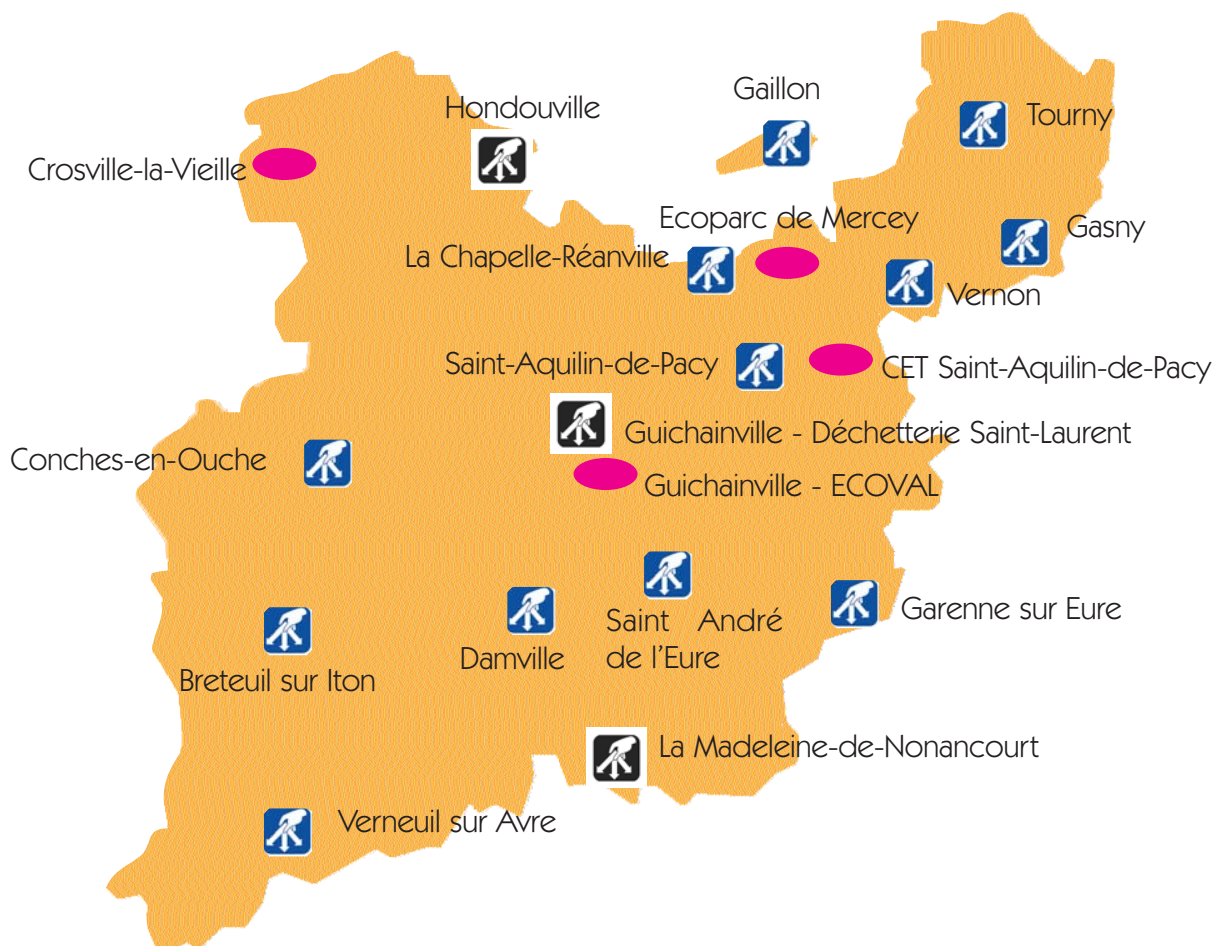 Gaillon
Hondouville
Tourny
Crosville-la-Vieille
Ecoparc de Mercey
Gasny
La Chapelle-Réanville
Vernon
Saint-Aquilin-de-Pacy
CET Saint-Aquilin-de-Pacy
Guichainville - Déchetterie Saint-Laurent
Conches-en-Ouche
Guichainville - ECOVAL
Garenne sur Eure
Saint André
de l'Eure
Damville
Breteuil sur Iton
La Madeleine-de-Nonancourt
Verneuil sur Avre